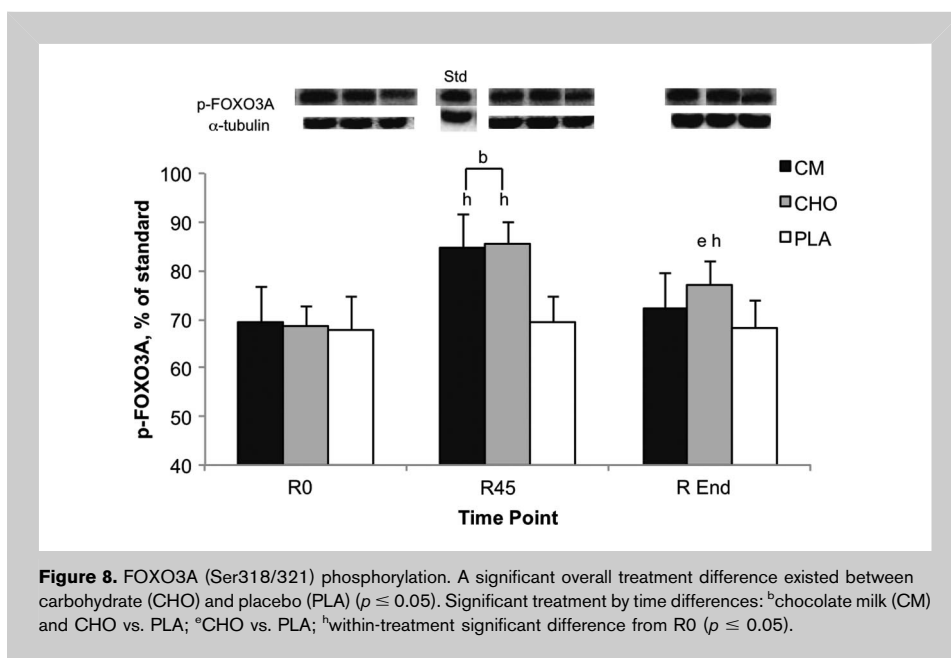 Std
p-FOXO3A
α-tubulin
b
h h
e h
CM
CHO
PLA
100
90
80
70
60
50
40
p-FOXO3A, % of standard
R0 R45 R End
Time Point
Figure 8. FOXO3A (Ser318/321) phosphorylation. A significant overall treatment difference existed between
carbohydrate (CHO) and placebo (PLA) (p ≤ 0.05). Significant treatment by time differences: ᵇchocolate milk (CM)
and CHO vs. PLA; ᵉCHO vs. PLA; ʰwithin-treatment significant difference from R0 (p ≤ 0.05).